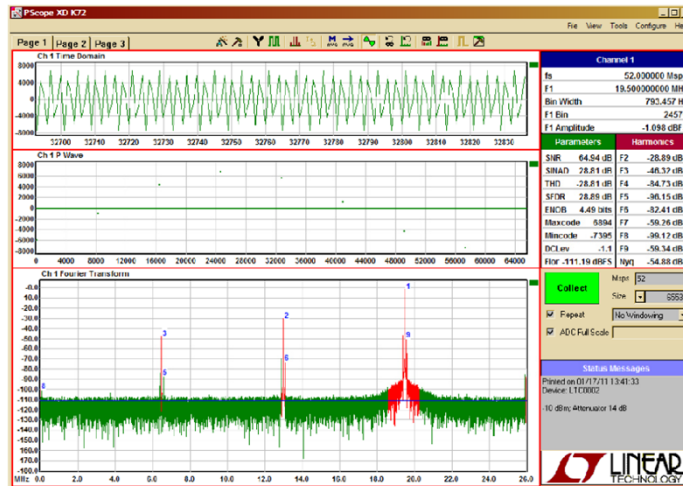 PScope XD K72
File View Tools Configure
Page 1 Page 2 Page 3
Ch 1 Time Domain
8000
4000
0
-4000
-8000
32700 32710 32720 32730 32740 32750 32760 32770 32780 32790 32800 32810 32820 32830
Ch 1 P Wave
8000
6000
4000
2000
0
-2000
-4000
-6000
-8000
0 4000 8000 12000 16000 20000 24000 28000 32000 36000 40000 44000 48000 52000 56000 60000 64000
Ch 1 Fourier Transform
-0.0
-10.0
-20.0
-30.0
-40.0
-50.0
-60.0
-70.0
-80.0
-90.0
-100.0
-110.0
-120.0
-130.0
-140.0
-150.0
-160.0
-170.0
-180.0
1
2
3
5
6
8
9
MHz 0.0 2.0 4.0 6.0 8.0 10.0 12.0 14.0 16.0 18.0 20.0 22.0 24.0 26.0
Channel 1
fs 52.000000 Msp
F1 19.500000000 MH
Bin Width 793.457 H
F1 Bin 2457
F1 Amplitude -1.098 dBF
Parameters Harmonics
SNR 64.94 dB F2 -28.89 dB
SINAD 28.81 dB F3 -46.32 dB
THD -28.81 dB F4 -84.73 dB
SFDR 28.89 dB F5 -96.15 dB
ENOB 4.49 bits F6 -82.41 dB
Maxcode 6894 F7 -59.26 dB
Mincode -7395 F8 -99.12 dB
DCLev -1.1 F9 -59.34 dB
Flor -111.19 dBFS Nyq -54.88 dB
Collect
Msps 52
Size 6553
Repeat
No Windowing
ADC Full Scale
Status Messages
Printed on 01/17/11 13:41:33
Device: LTC0002
-10 dBm; Attenuator 14 dB
LINEAR
TECHNOLOGY